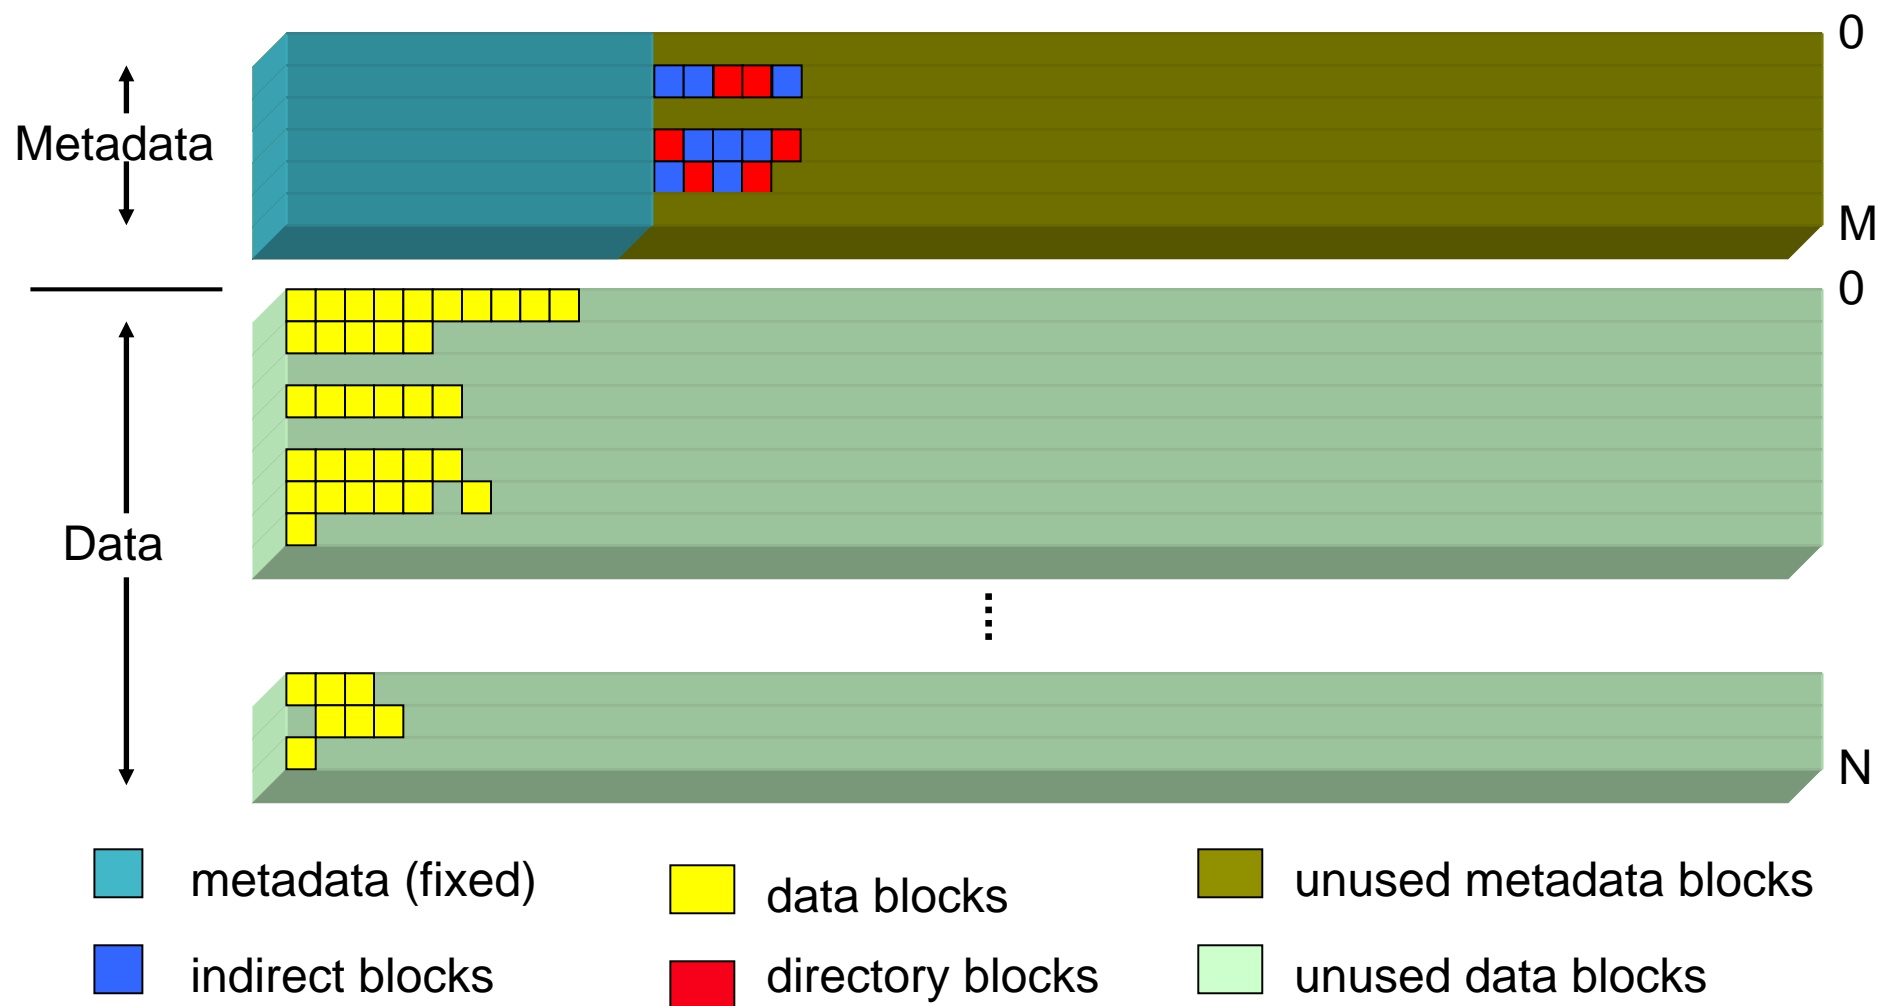 0
Metadata
M
0
Data
N
metadata (fixed)
data blocks
unused metadata blocks
indirect blocks
directory blocks
unused data blocks